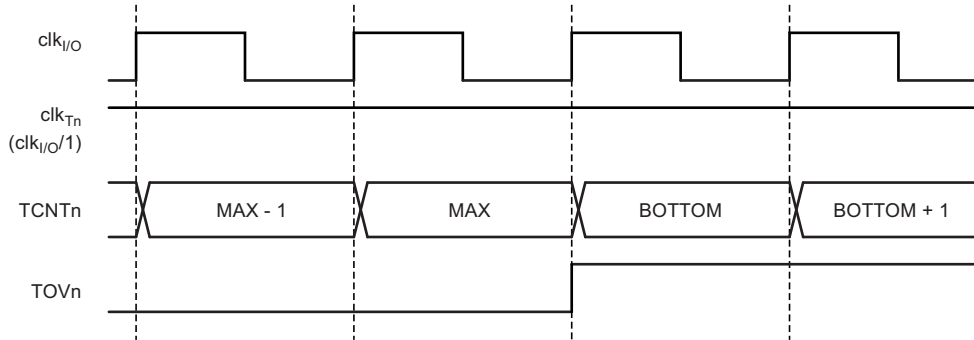 clkI/O
clkTn
(clkI/O/1)
TCNTn MAX - 1 MAX BOTTOM BOTTOM + 1
TOVn